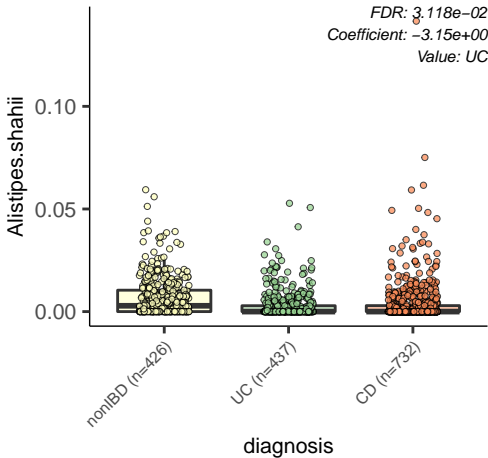 FDR: 3.118e−02
Coefficient: −3.15e+00
Value: UC
Alistipes.shahii
0.10
0.05
0.00
nonIBD (n=426)
UC (n=437)
CD (n=732)
diagnosis